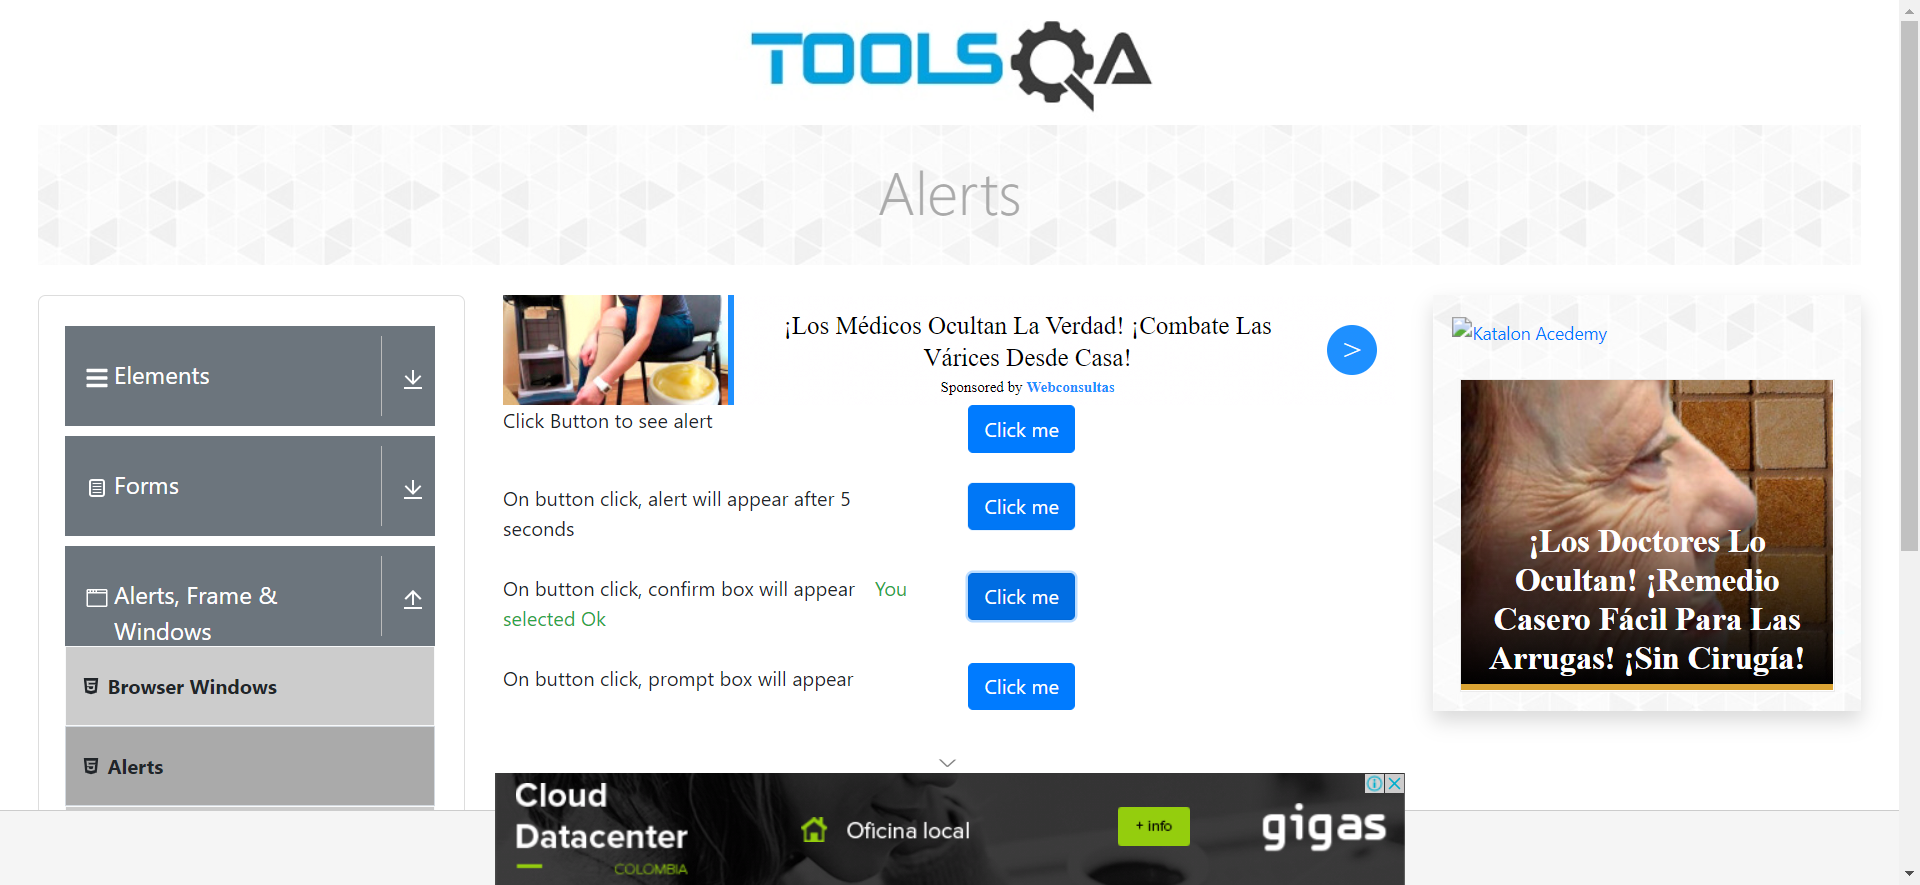 TOOLSQA
Alerts
Elements
Forms
Alerts, Frame &
Windows
Browser Windows
Alerts
¡Los Médicos Ocultan La Verdad! ¡Combate Las
Várices Desde Casa!
Sponsored by Webconsultas
>
Click Button to see alert
Click me
On button click, alert will appear after 5
seconds
Click me
On button click, confirm box will appear You
selected Ok
Click me
On button click, prompt box will appear
Click me
Katalon Acedemy
¡Los Doctores Lo
Ocultan! ¡Remedio
Casero Fácil Para Las
Arrugas! ¡Sin Cirugía!
Cloud
Datacenter
COLOMBIA
Oficina local
+ info
gigas